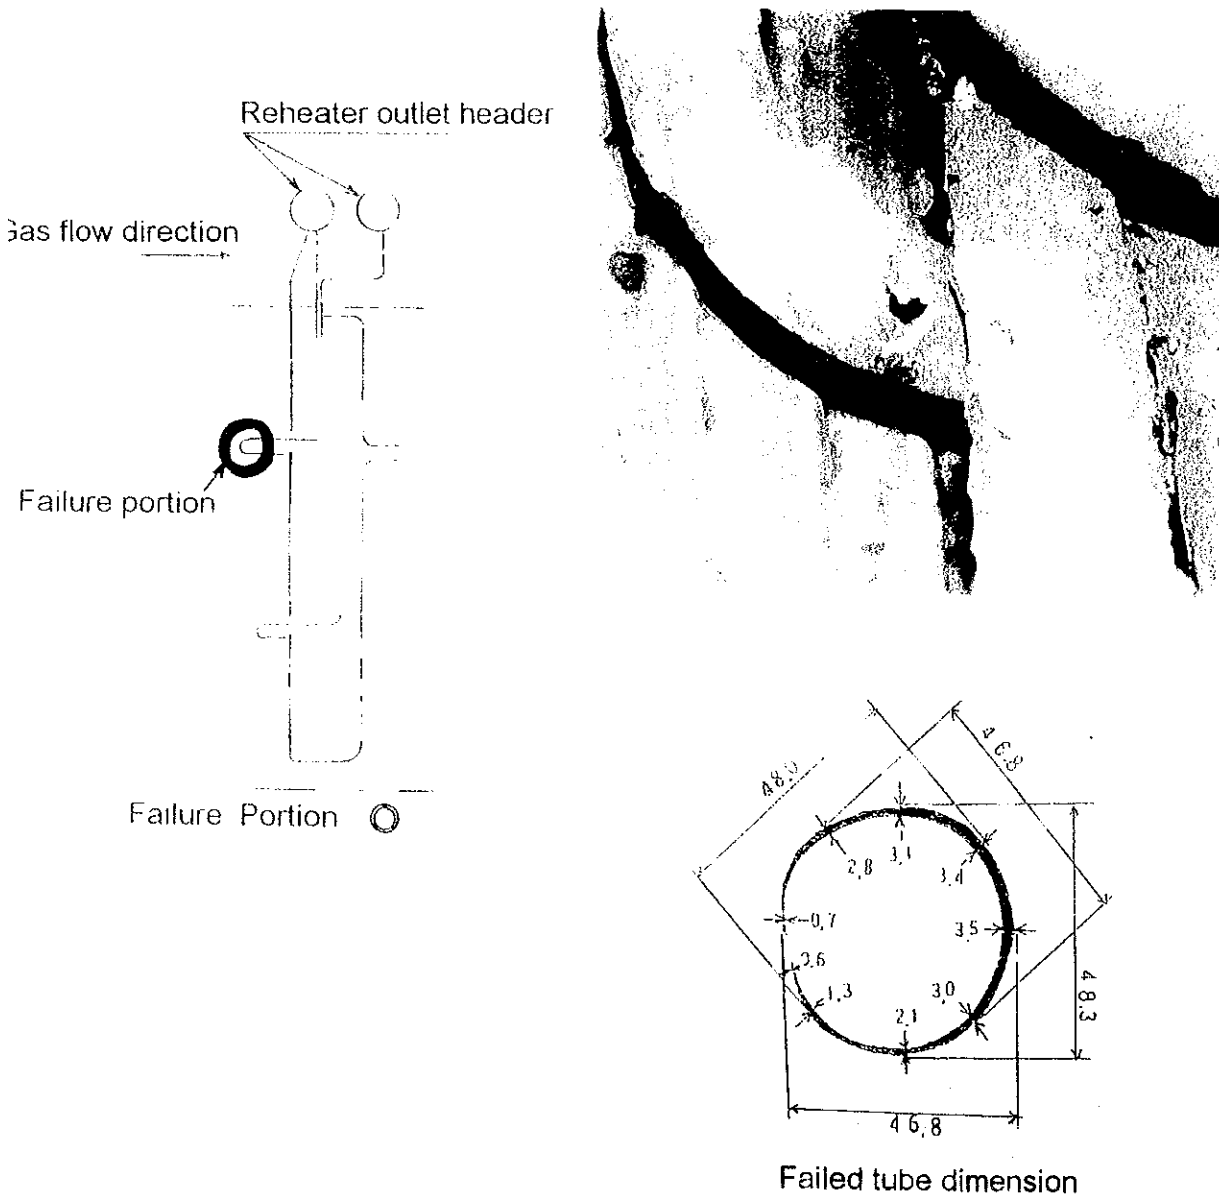 Reheater outlet header
Gas flow direction
Failure portion
Failure Portion
46.8
48.0
3.1
2,8
3.4
0.7
3.5
48.3
0.6
1.3
3.0
2.1
46.8
Failed tube dimension